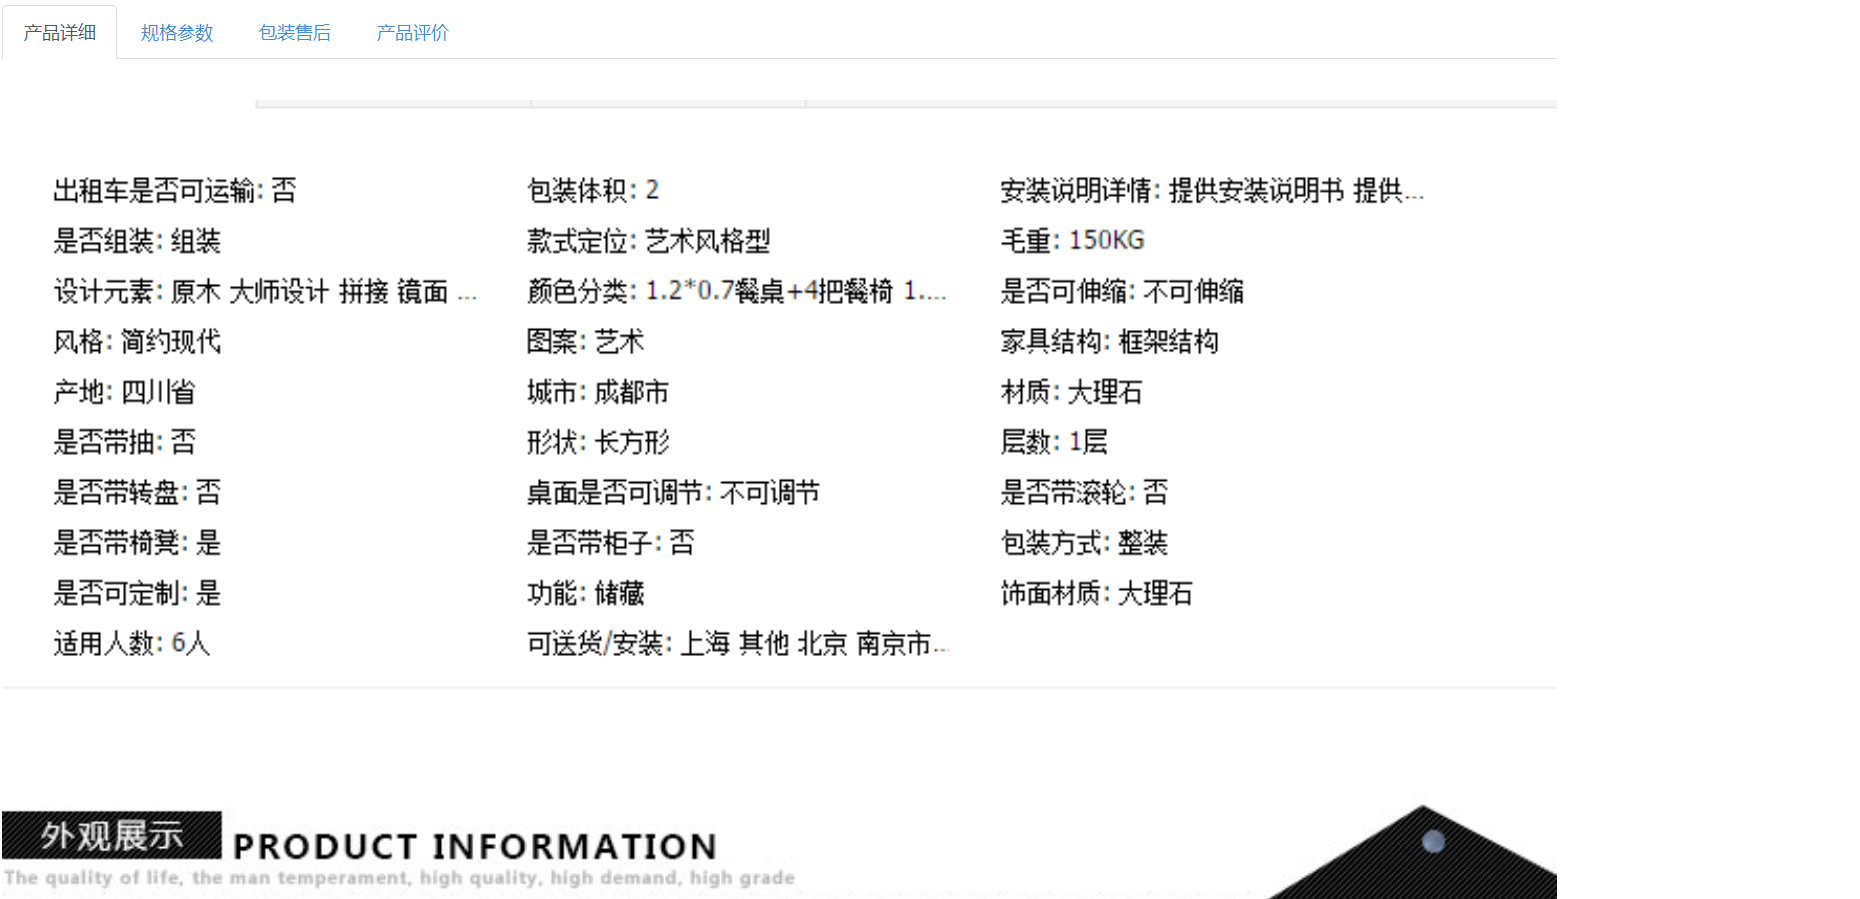 产品详细 规格参数 包装售后 产品评价
出租车是否可运输: 否 包装体积: 2 安装说明详情: 提供安装说明书 提供...
是否组装: 组装 款式定位: 艺术风格型 毛重: 150KG
设计元素: 原木 大师设计 拼接 镜面 ... 颜色分类: 1.2*0.7餐桌+4把餐椅 1.... 是否可伸缩: 不可伸缩
风格: 简约现代 图案: 艺术 家具结构: 框架结构
产地: 四川省 城市: 成都市 材质: 大理石
是否带抽: 否 形状: 长方形 层数: 1层
是否带转盘: 否 桌面是否可调节: 不可调节 是否带滚轮: 否
是否带椅凳: 是 是否带柜子: 否 包装方式: 整装
是否可定制: 是 功能: 储藏 饰面材质: 大理石
适用人数: 6人 可送货/安装: 上海 其他 北京 南京市...
外观展示 PRODUCT INFORMATION
The quality of life, the man temperament, high quality, high demand, high grade